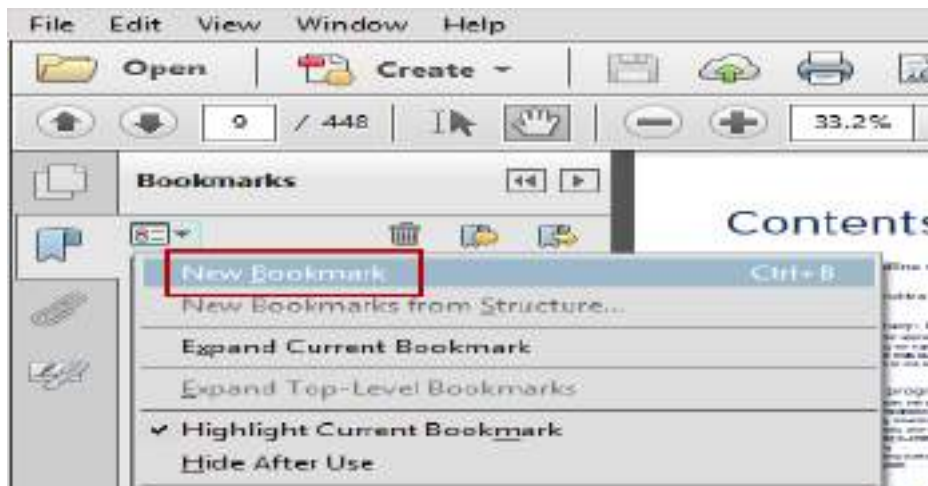 File Edit View Window Help
Open Create
9 / 448 33.2%
Bookmarks
Contents
New Bookmark Ctrl+B
New Bookmarks from Structure...
Expand Current Bookmark
Expand Top-Level Bookmarks
✔ Highlight Current Bookmark
Hide After Use